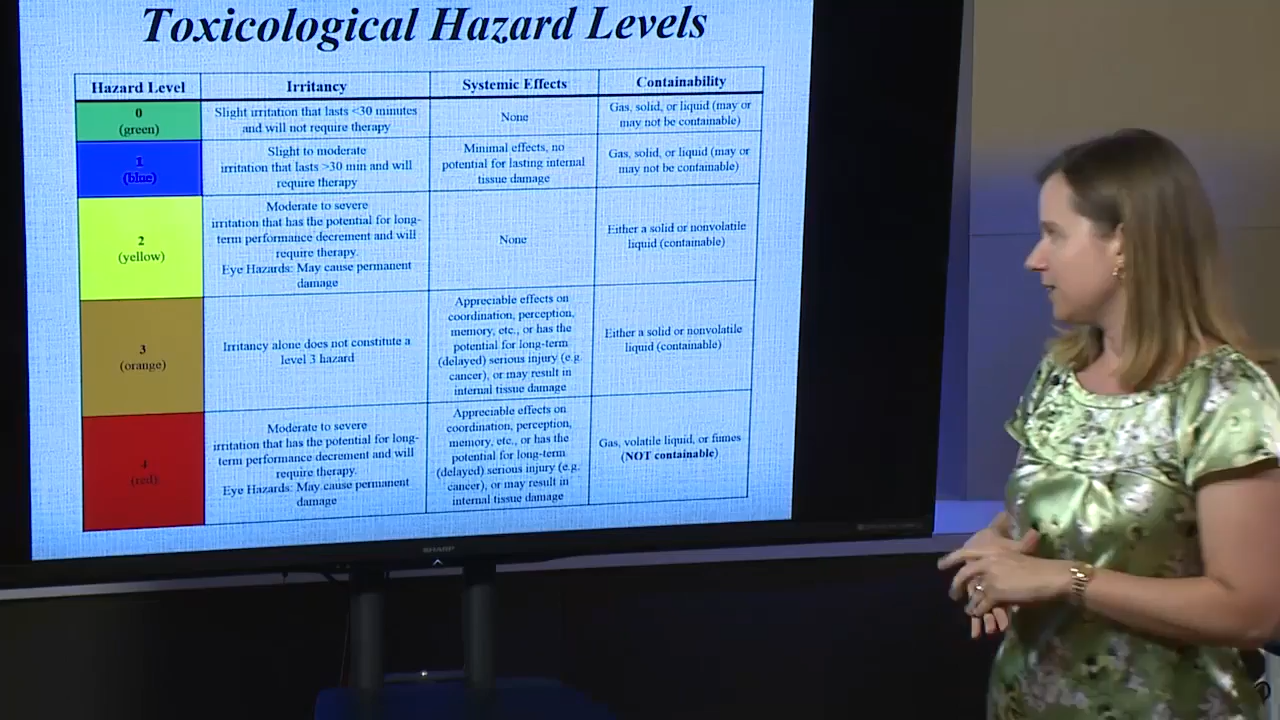 Toxicological Hazard Levels
Hazard Level
Irritancy
Systemic Effects
Containability
0
(green)
Slight irritation that lasts <30 minutes
and will not require therapy
None
Gas, solid, or liquid (may or
may not be containable)
1
(blue)
Slight to moderate
irritation that lasts >30 min and will
require therapy
Minimal effects, no
potential for lasting internal
tissue damage
Gas, solid, or liquid (may or
may not be containable)
2
(yellow)
Moderate to severe
irritation that has the potential for long-
term performance decrement and will
require therapy.
Eye Hazards: May cause permanent
damage
None
Either a solid or nonvolatile
liquid (containable)
3
(orange)
Irritancy alone does not constitute a
level 3 hazard
Appreciable effects on
coordination, perception,
memory, etc., or has the
potential for long-term
(delayed) serious injury (e.g.
cancer), or may result in
internal tissue damage
Either a solid or nonvolatile
liquid (containable)
4
(red)
Moderate to severe
irritation that has the potential for long-
term performance decrement and will
require therapy.
Eye Hazards: May cause permanent
damage
Appreciable effects on
coordination, perception,
memory, etc., or has the
potential for long-term
(delayed) serious injury (e.g.
cancer), or may result in
internal tissue damage
Gas, volatile liquid, or fumes
(NOT containable)
SHARP